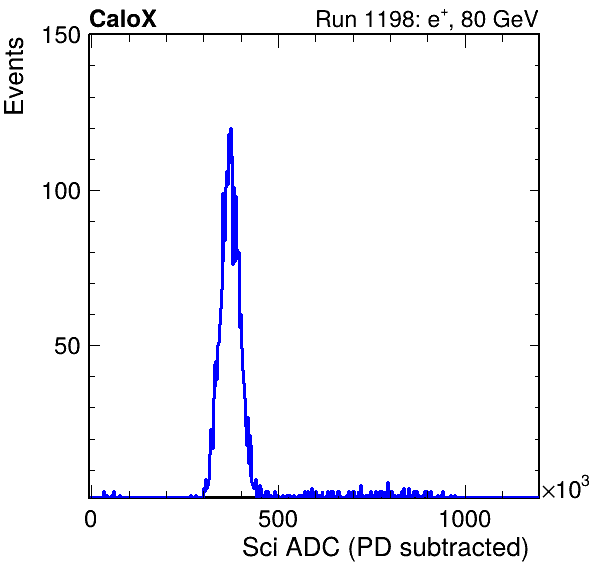 CaloX Run 1198: e⁺, 80 GeV
150
100
50
Events
0 500 1000 ×10³
Sci ADC (PD subtracted)